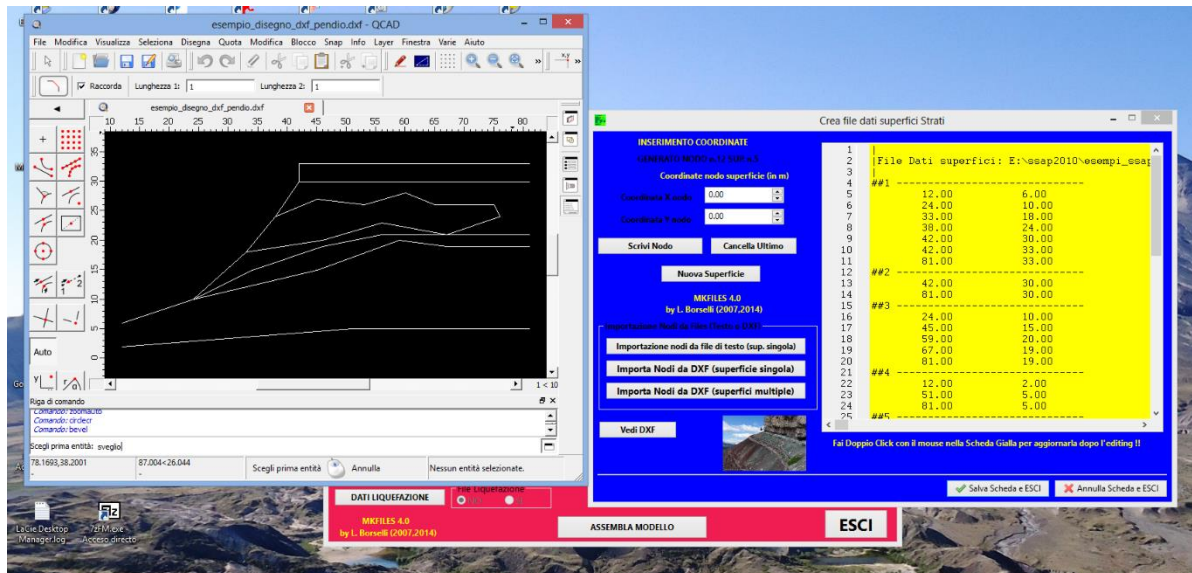 esempio_disegno_dxf_pendio.dxf - QCAD
File Modifica Visualizza Seleziona Disegna Quota Modifica Blocco Snap Info Layer Finestra Varie Aiuto
Raccorda Lunghezza 1: 1 Lunghezza 2: 1
esempio_disegno_dxf_pendio.dxf
10 15 20 25 30 35 40 45 50 55 60 65 70 75 80
35
30
25
20
15
10
5
0
Auto
1 < 10
Riga di comando
Comando: zoomauto
Comando: circlecr
Comando: bevel
Scegli prima entità: sveglio
78.1693,38.2001
87.004<26.044
Scegli prima entità
Annulla
Nessun entità selezionate.
Crea file dati superfici Strati
INSERIMENTO COORDINATE
Coordinate nodo superficie (in m)
Coordinata X nodo 0.00
Coordinata Y nodo 0.00
Scrivi Nodo
Cancella Ultimo
Nuova Superficie
MKFILES 4.0
by L. Borselli (2007,2014)
Importazione Nodi da Files (Testo o DXF)
Importazione nodi da file di testo (sup. singola)
Importa Nodi da DXF (superficie singola)
Importa Nodi da DXF (superfici multiple)
Vedi DXF
1 |
2 |File Dati superfici: E:\ssap2010\esempi_ssap
3 |
4 ##1 ----------------------------
5 12.00 6.00
6 24.00 10.00
7 33.00 18.00
8 38.00 24.00
9 42.00 30.00
10 42.00 33.00
11 81.00 33.00
12 ##2 ----------------------------
13 42.00 30.00
14 81.00 30.00
15 ##3 ----------------------------
16 24.00 10.00
17 45.00 15.00
18 59.00 20.00
19 67.00 19.00
20 81.00 19.00
21 ##4 ----------------------------
22 12.00 2.00
23 51.00 5.00
24 81.00 5.00
25 ##5 ----------------------------
Fai Doppio Click con il mouse nella Scheda Gialla per aggiornarla dopo l'editing !!
Salva Scheda e ESCI
Annulla Scheda e ESCI
DATI LIQUEFAZIONE
File Liquefazione
MKFILES 4.0
by L. Borselli (2007,2014)
ASSEMBLA MODELLO
ESCI
LaCie Desktop Manager.log
7zFM.exe - Accesso diretto